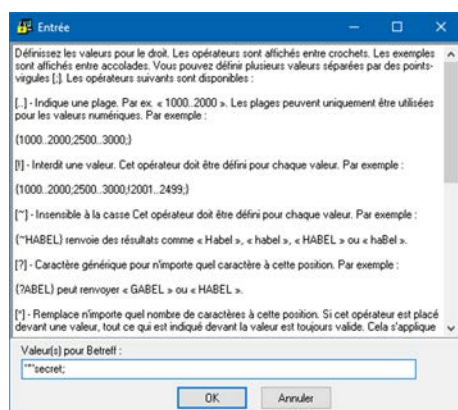 Entrée
Définissez les valeurs pour le droit. Les opérateurs sont affichés entre crochets. Les exemples
sont affichés entre accolades. Vous pouvez définir plusieurs valeurs séparées par des points-
virgules [;]. Les opérateurs suivants sont disponibles :
[..] - Indique une plage. Par ex. « 1000..2000 ». Les plages peuvent uniquement être utilisées
pour les valeurs numériques. Par exemple :
{1000..2000;2500..3000;}
[!] - Interdit une valeur. Cet opérateur doit être défini pour chaque valeur. Par exemple :
{1000..2000;2500..3000;!2001..2499;}
[~] - Insensible à la casse Cet opérateur doit être défini pour chaque valeur. Par exemple :
{~HABEL} renvoie des résultats comme « Habel », « habel », « HABEL » ou « haBel ».
[?] - Caractère générique pour n'importe quel caractère à cette position. Par exemple :
{?ABEL} peut renvoyer « GABEL » ou « HABEL ».
[*] - Remplace n'importe quel nombre de caractères à cette position. Si cet opérateur est placé
devant une valeur, tout ce qui est indiqué devant la valeur est toujours valide. Cela s'applique
Valeur(s) pour Betreff :
secret;
OK
Annuler